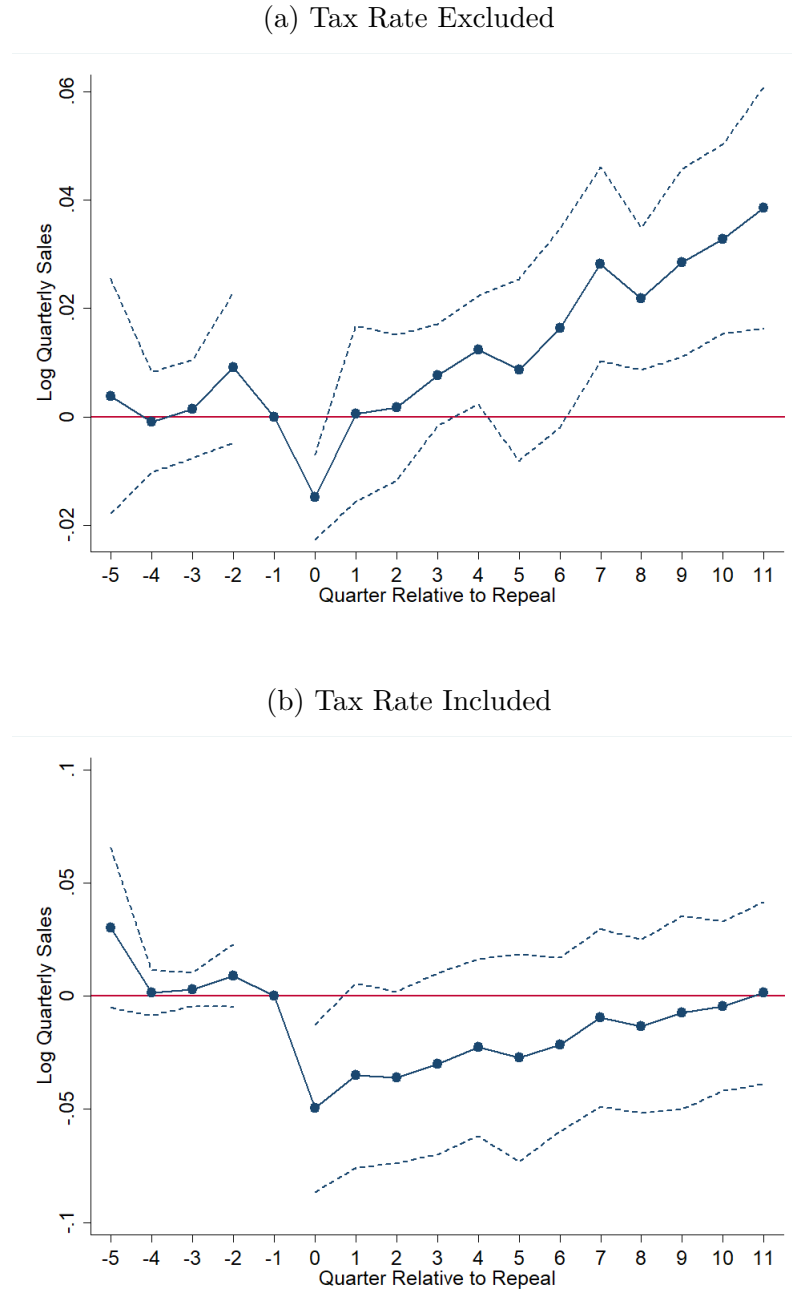 (a) Tax Rate Excluded
.06
.04
.02
0
-.02
Log Quarterly Sales
-5 -4 -3 -2 -1 0 1 2 3 4 5 6 7 8 9 10 11
Quarter Relative to Repeal
(b) Tax Rate Included
.1
.05
0
-.05
-.1
Log Quarterly Sales
-5 -4 -3 -2 -1 0 1 2 3 4 5 6 7 8 9 10 11
Quarter Relative to Repeal